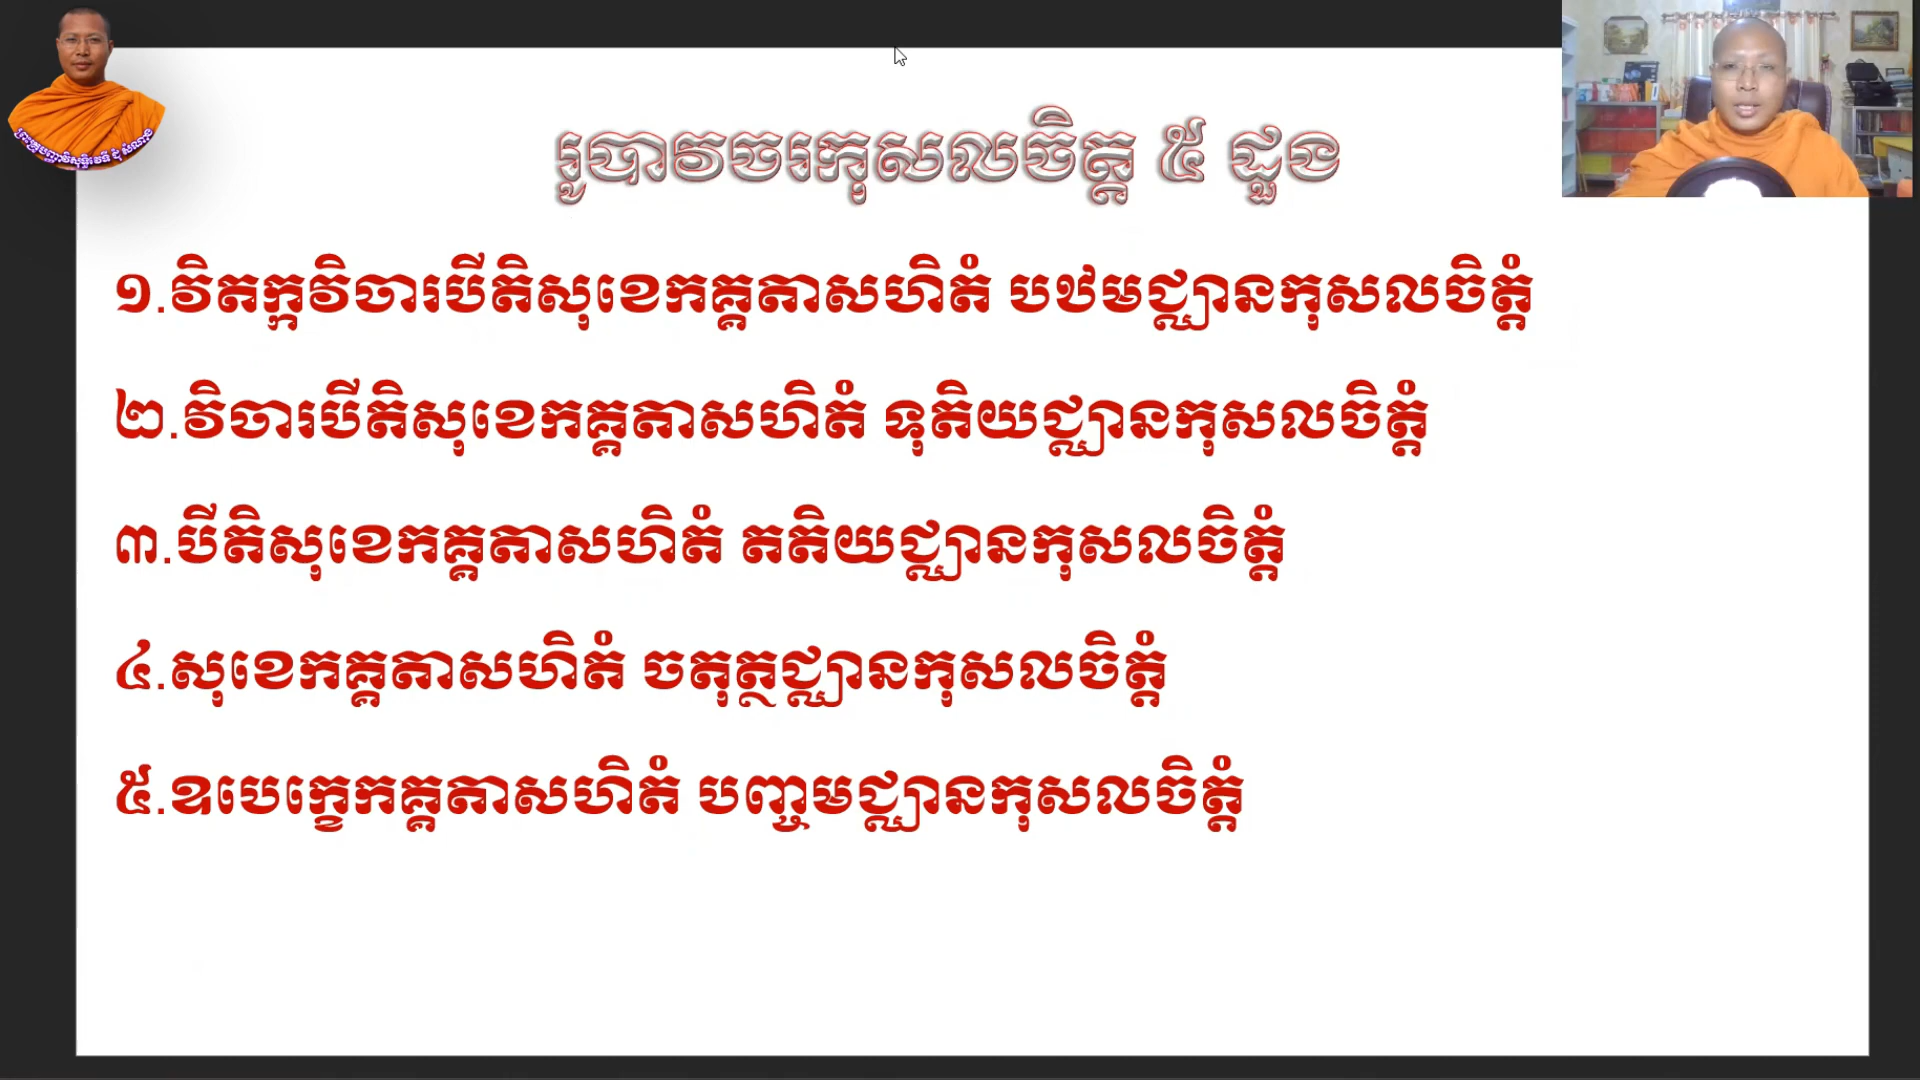 រូបាវចរកុសលចិត្ត ៥ ដួង
១.វិតក្កវិចារបីតិសុខេកគ្គតាសហិតំ បឋមជ្ឈានកុសលចិត្តំ
២.វិចារបីតិសុខេកគ្គតាសហិតំ ទុតិយជ្ឈានកុសលចិត្តំ
៣.បីតិសុខេកគ្គតាសហិតំ តតិយជ្ឈានកុសលចិត្តំ
៤.សុខេកគ្គតាសហិតំ ចតុត្ថជ្ឈានកុសលចិត្តំ
៥.ឧបេក្ខេកគ្គតាសហិតំ បញ្ចមជ្ឈានកុសលចិត្តំ